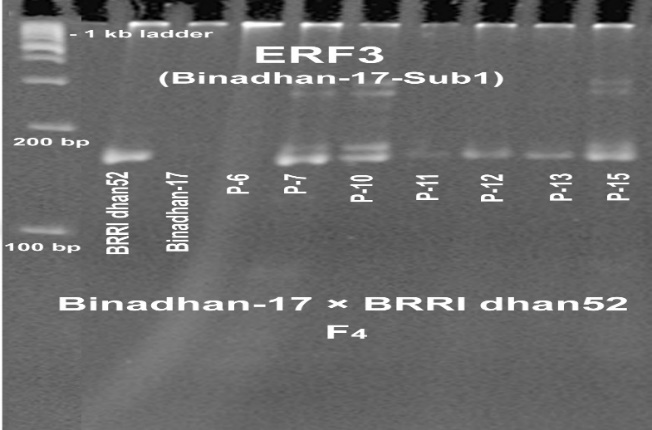 - 1 kb ladder
ERF3
(Binadhan-17-Sub1)
200 bp
BRRI dhan52
Binadhan-17
P-6
P-7
P-10
P-11
P-12
P-13
P-15
100 bp
Binadhan-17 × BRRI dhan52
F4